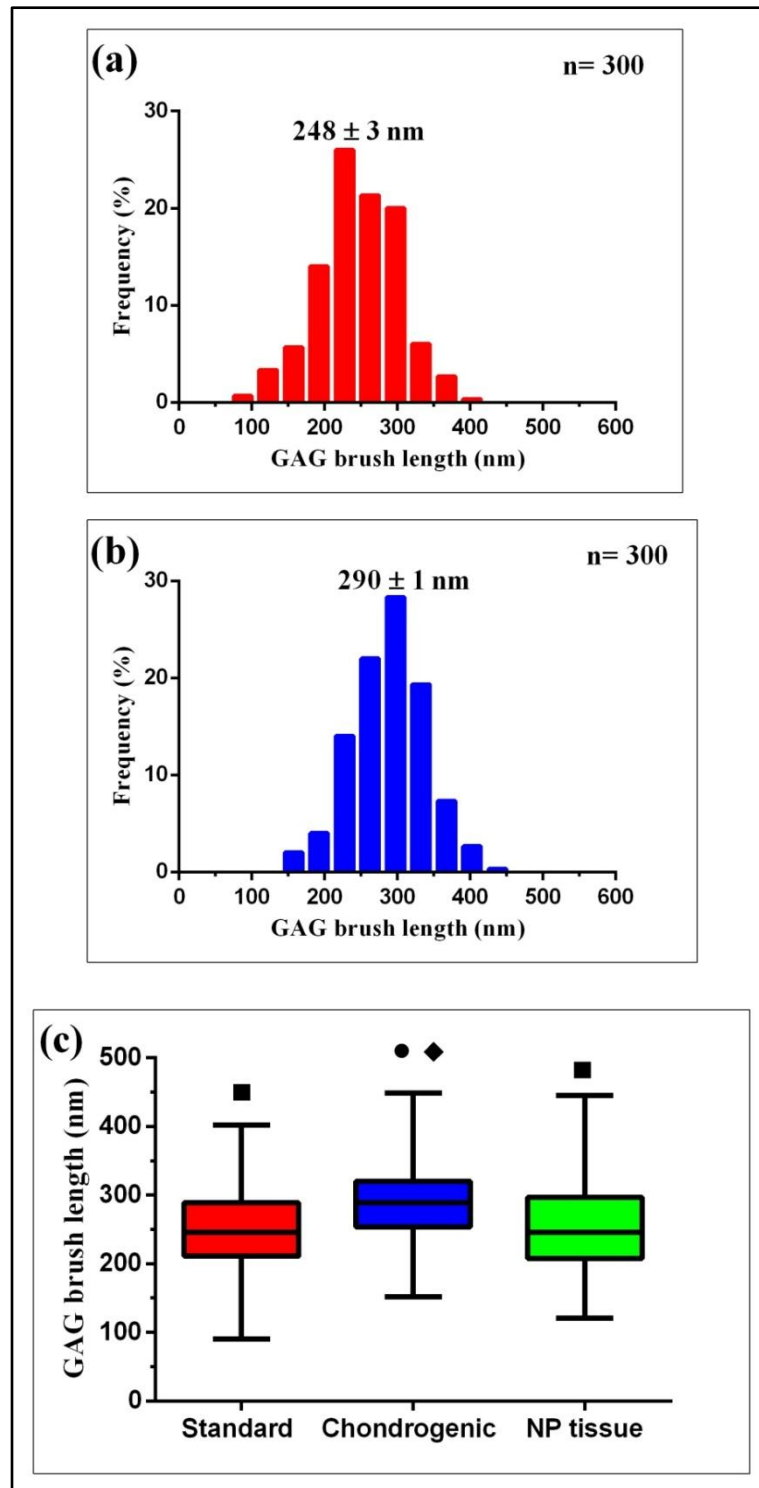 (a)
n= 300
248 ± 3 nm
Frequency (%)
30
20
10
0
0 100 200 300 400 500 600
GAG brush length (nm)
(b)
n= 300
290 ± 1 nm
Frequency (%)
30
20
10
0
0 100 200 300 400 500 600
GAG brush length (nm)
(c)
GAG brush length (nm)
500
400
300
200
100
0
Standard Chondrogenic NP tissue